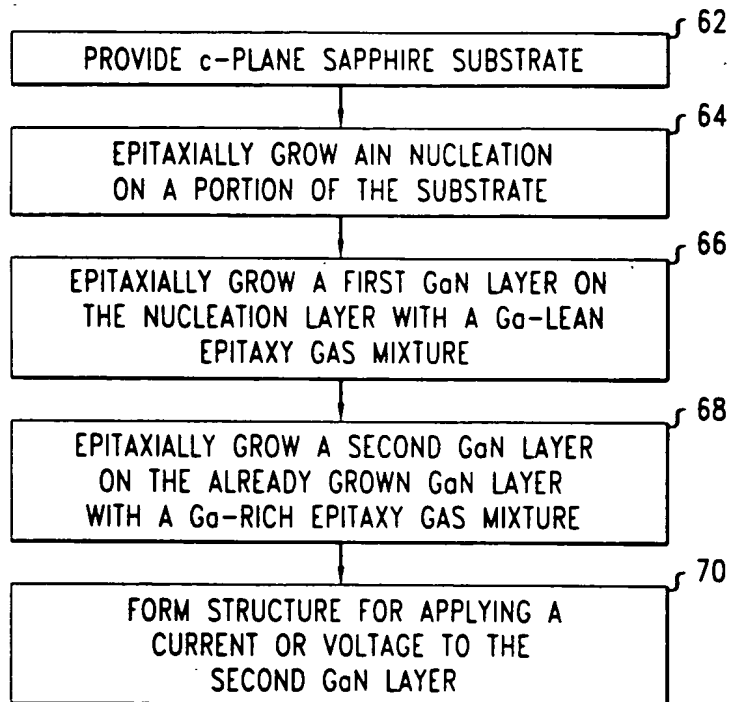 62
PROVIDE c-PLANE SAPPHIRE SUBSTRATE
64
EPITAXIALLY GROW AIN NUCLEATION
ON A PORTION OF THE SUBSTRATE
66
EPITAXIALLY GROW A FIRST GaN LAYER ON
THE NUCLEATION LAYER WITH A Ga-LEAN
EPITAXY GAS MIXTURE
68
EPITAXIALLY GROW A SECOND GaN LAYER
ON THE ALREADY GROWN GaN LAYER
WITH A Ga-RICH EPITAXY GAS MIXTURE
70
FORM STRUCTURE FOR APPLYING A
CURRENT OR VOLTAGE TO THE
SECOND GaN LAYER